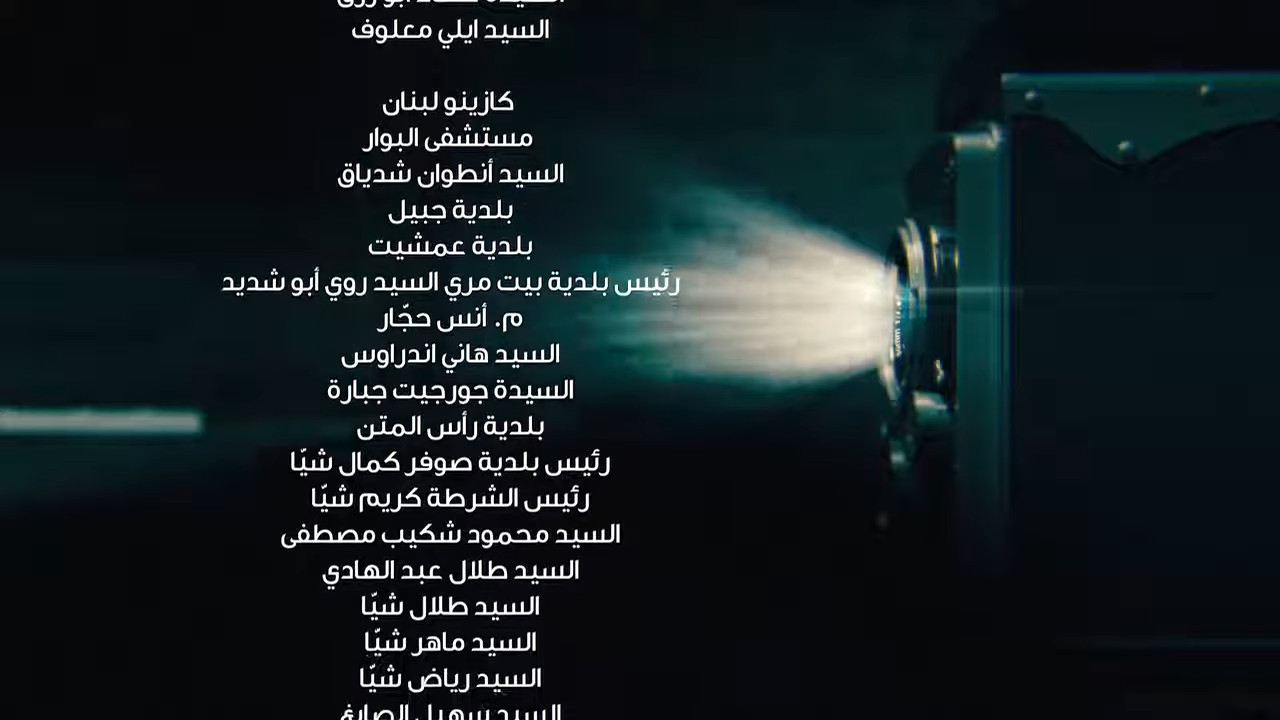 السيد ايلي معلوف
كازينو لبنان
مستشفى البوار
السيد أنطوان شدياق
بلدية جبيل
بلدية عمشيت
رئيس بلدية بيت مري السيد روي أبو شديد
م. أنس حجّار
السيد هاني اندراوس
السيدة جورجيت جبارة
بلدية رأس المتن
رئيس بلدية صوفر كمال شيّا
رئيس الشرطة كريم شيّا
السيد محمود شكيب مصطفى
السيد طلال عبد الهادي
السيد طلال شيّا
السيد ماهر شيّا
السيد رياض شيّا
السيد سهيل الصايغ